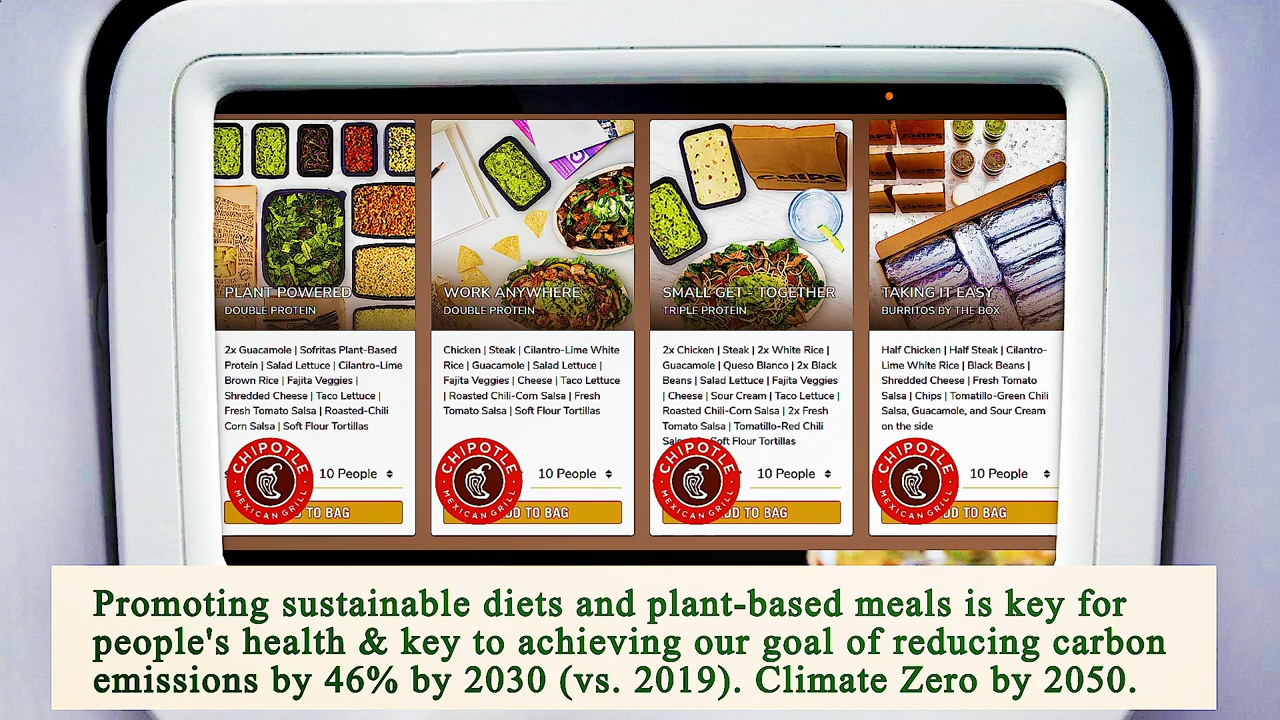 CHIPS
CHIPS
PLANT POWERED
DOUBLE PROTEIN
2x Guacamole | Sofritas Plant-Based
Protein | Salad Lettuce | Cilantro-Lime
Brown Rice | Fajita Veggies |
Shredded Cheese | Taco Lettuce |
Fresh Tomato Salsa | Roasted-Chili
Corn Salsa | Soft Flour Tortillas
CHIPOTLE
MEXICAN GRILL
10 People
TO BAG
WORK ANYWHERE
DOUBLE PROTEIN
Chicken | Steak | Cilantro-Lime White
Rice | Guacamole | Salad Lettuce |
Fajita Veggies | Cheese | Taco Lettuce
| Roasted Chili-Corn Salsa | Fresh
Tomato Salsa | Soft Flour Tortillas
CHIPOTLE
MEXICAN GRILL
10 People
DD TO BAG
SMALL GET - TOGETHER
TRIPLE PROTEIN
2x Chicken | Steak | 2x White Rice |
Guacamole | Queso Blanco | 2x Black
Beans | Salad Lettuce | Fajita Veggies
| Cheese | Sour Cream | Taco Lettuce |
Roasted Chili-Corn Salsa | 2x Fresh
Tomato Salsa | Tomatillo-Red Chili
Soft Flour Tortillas
CHIPOTLE
MEXICAN GRILL
10 People
DD TO BAG
TAKING IT EASY
BURRITOS BY THE BOX
Half Chicken | Half Steak | Cilantro-
Lime White Rice | Black Beans |
Shredded Cheese | Fresh Tomato
Salsa | Chips | Tomatillo-Green Chili
Salsa, Guacamole, and Sour Cream
on the side
CHIPOTLE
MEXICAN GRILL
10 People
DD TO BAG
Promoting sustainable diets and plant-based meals is key for
people's health & key to achieving our goal of reducing carbon
emissions by 46% by 2030 (vs. 2019). Climate Zero by 2050.